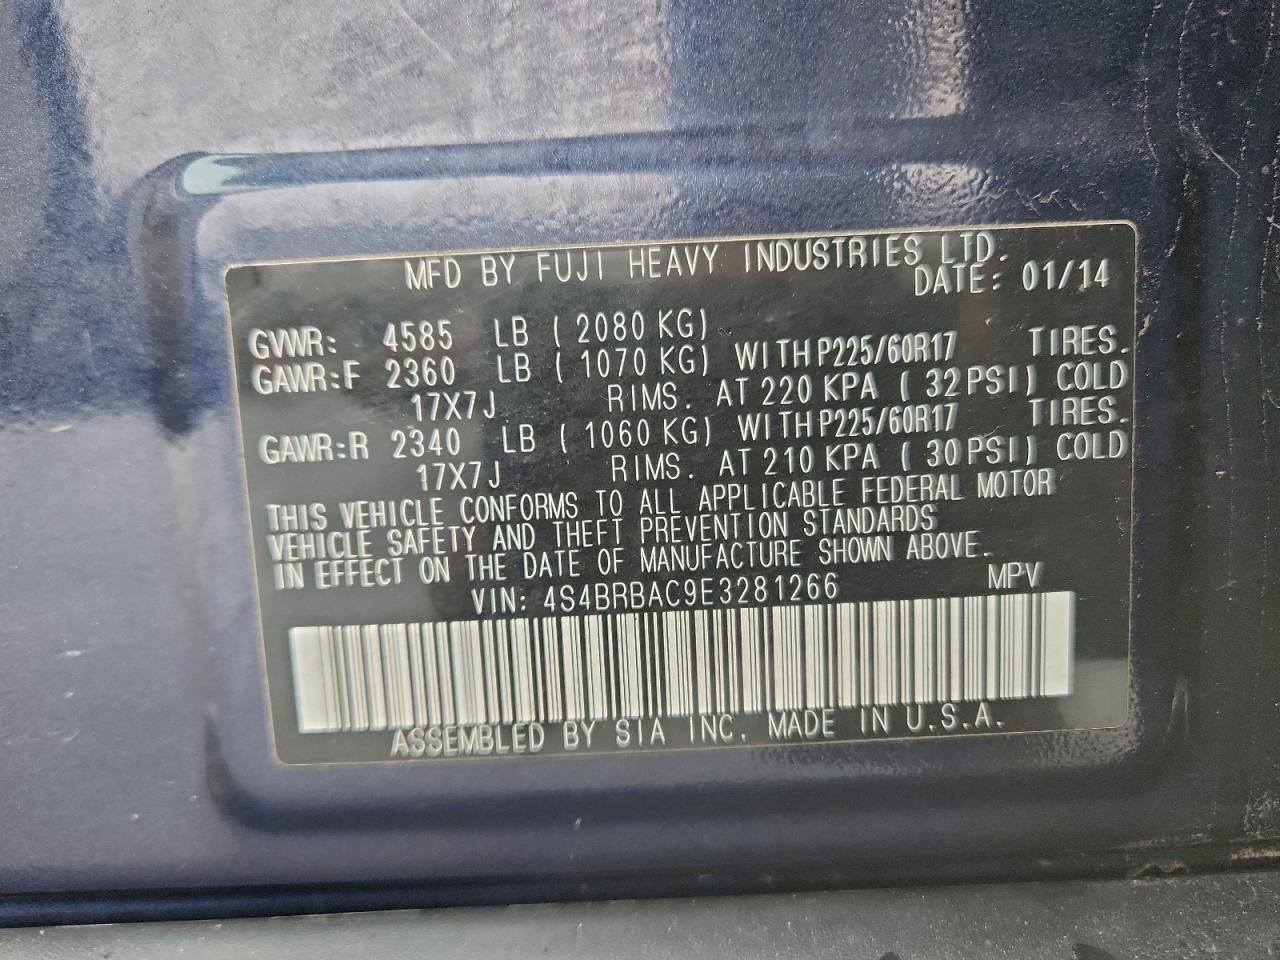 MFD BY FUJI HEAVY INDUSTRIES LTD.
DATE: 01/14
GVWR: 4585 LB ( 2080 KG)
GAWR:F 2360 LB ( 1070 KG) WITH P225/60R17 TIRES.
17X7J RIMS. AT 220 KPA ( 32 PSI) COLD
GAWR:R 2340 LB ( 1060 KG) WITH P225/60R17 TIRES.
17X7J RIMS. AT 210 KPA ( 30 PSI) COLD
THIS VEHICLE CONFORMS TO ALL APPLICABLE FEDERAL MOTOR
VEHICLE SAFETY AND THEFT PREVENTION STANDARDS
IN EFFECT ON THE DATE OF MANUFACTURE SHOWN ABOVE.
VIN: 4S4BRBAC9E3281266 MPV
ASSEMBLED BY SIA INC. MADE IN U.S.A.